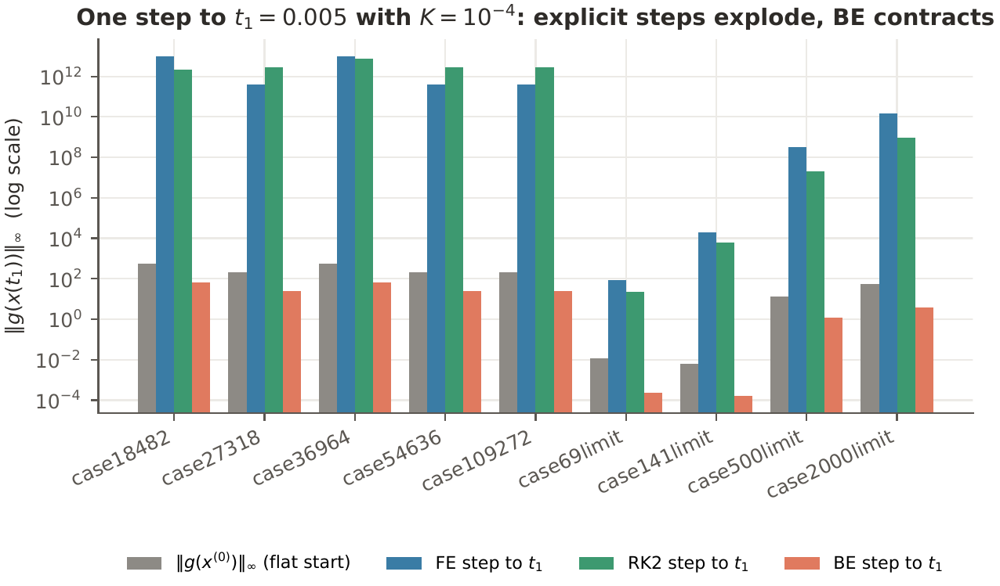 One step to t₁ = 0.005 with K = 10⁻⁴: explicit steps explode, BE contracts
‖g(x(t₁))‖∞ (log scale)
10¹²
10¹⁰
10⁸
10⁶
10⁴
10²
10⁰
10⁻²
10⁻⁴
case18482
case27318
case36964
case54636
case109272
case69limit
case141limit
case500limit
case2000limit
‖g(x⁽⁰⁾)‖∞ (flat start)
FE step to t₁
RK2 step to t₁
BE step to t₁